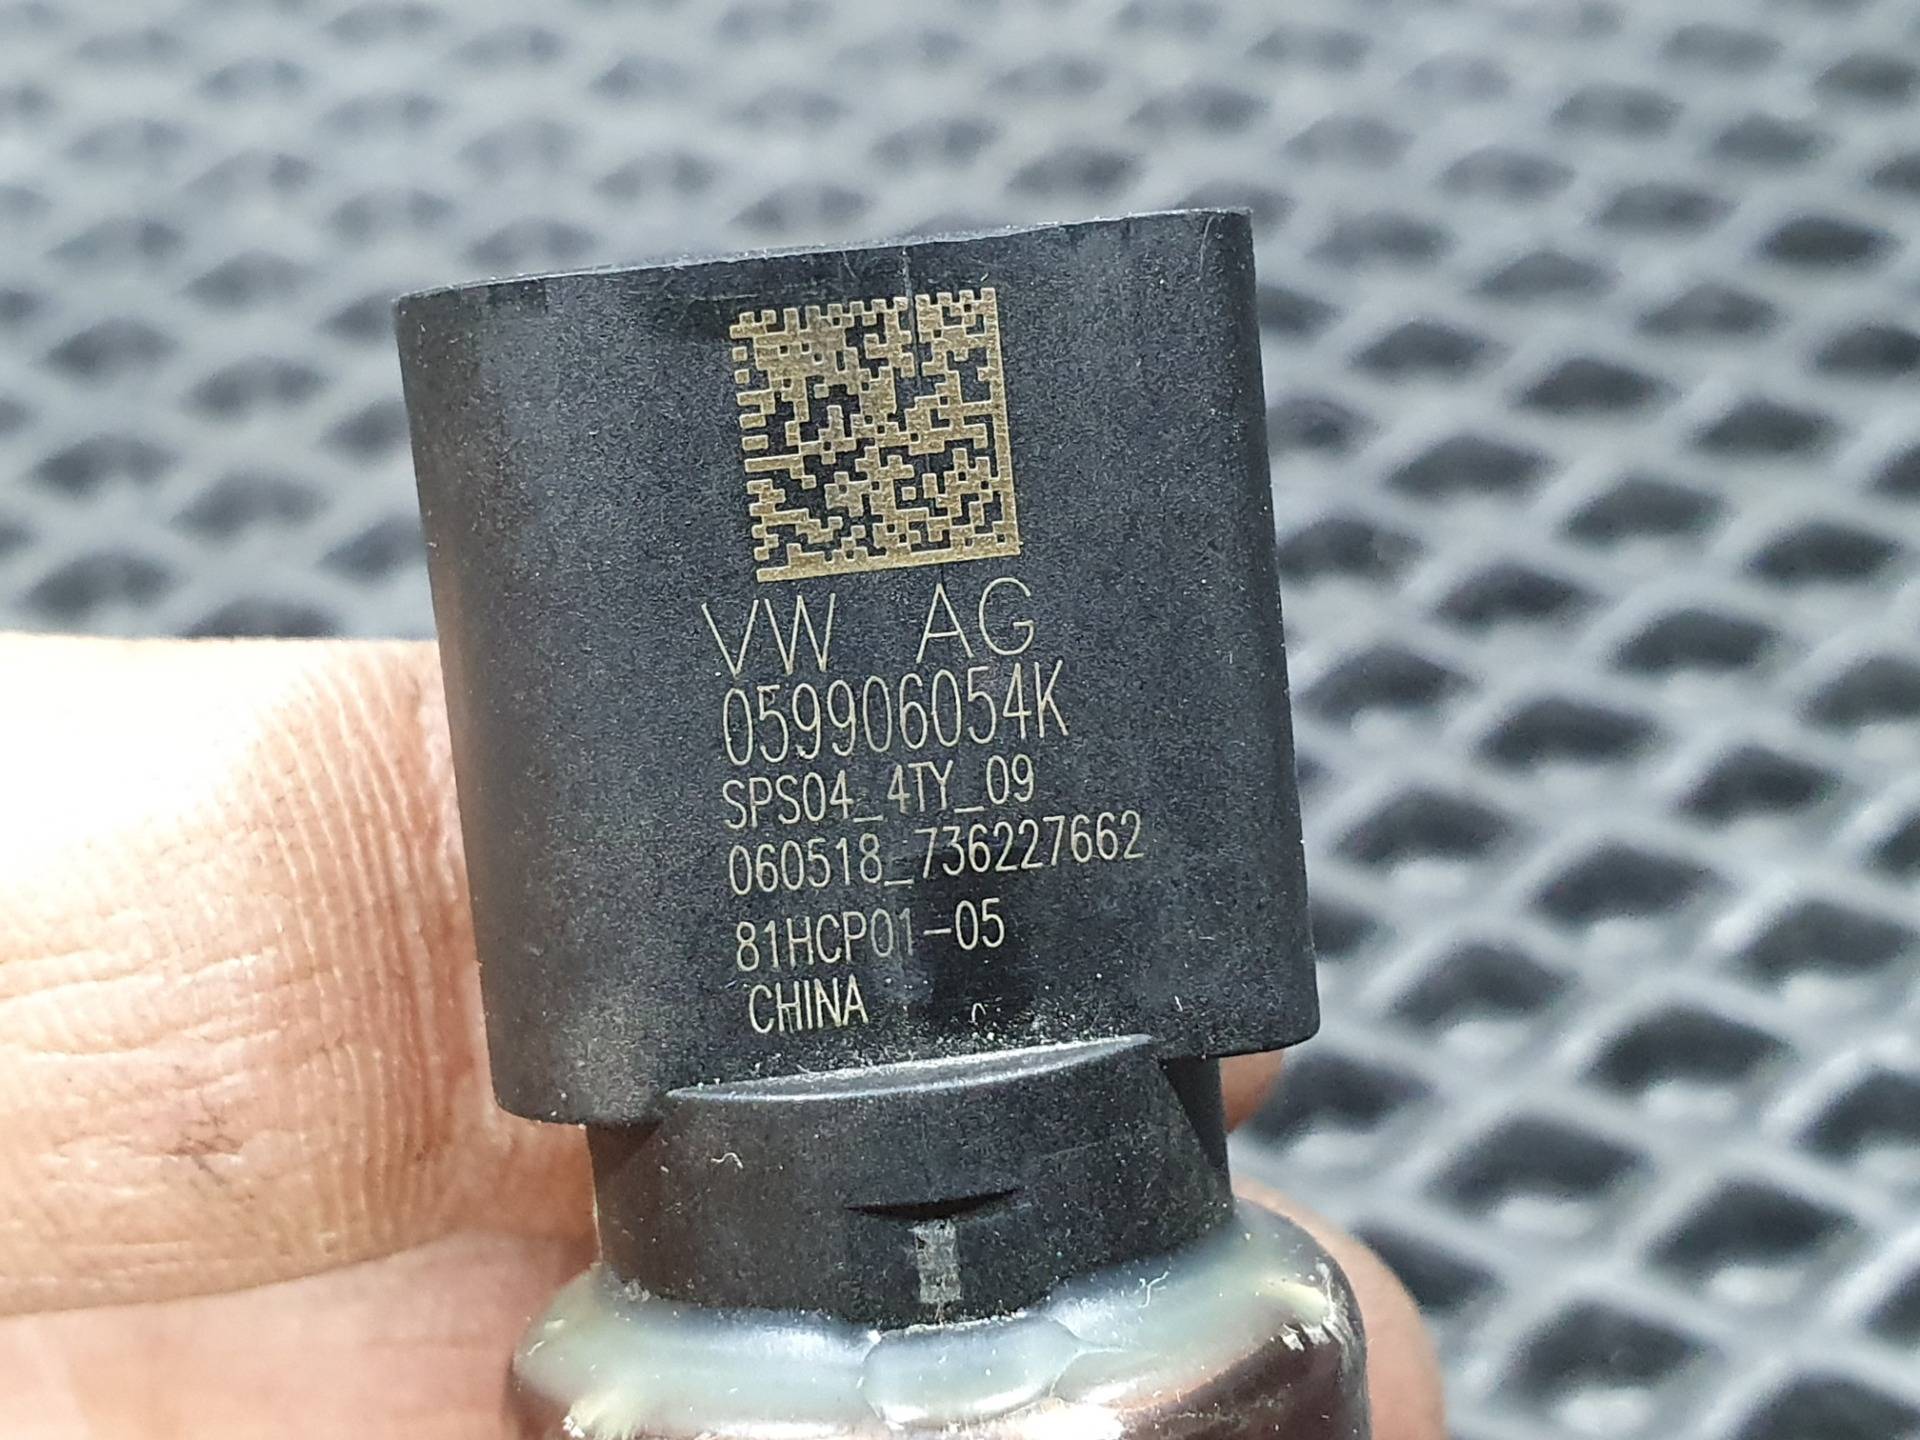 VW AG
059906054K
SPS04_4TY_09
060518_736227662
81HCP01-05
CHINA